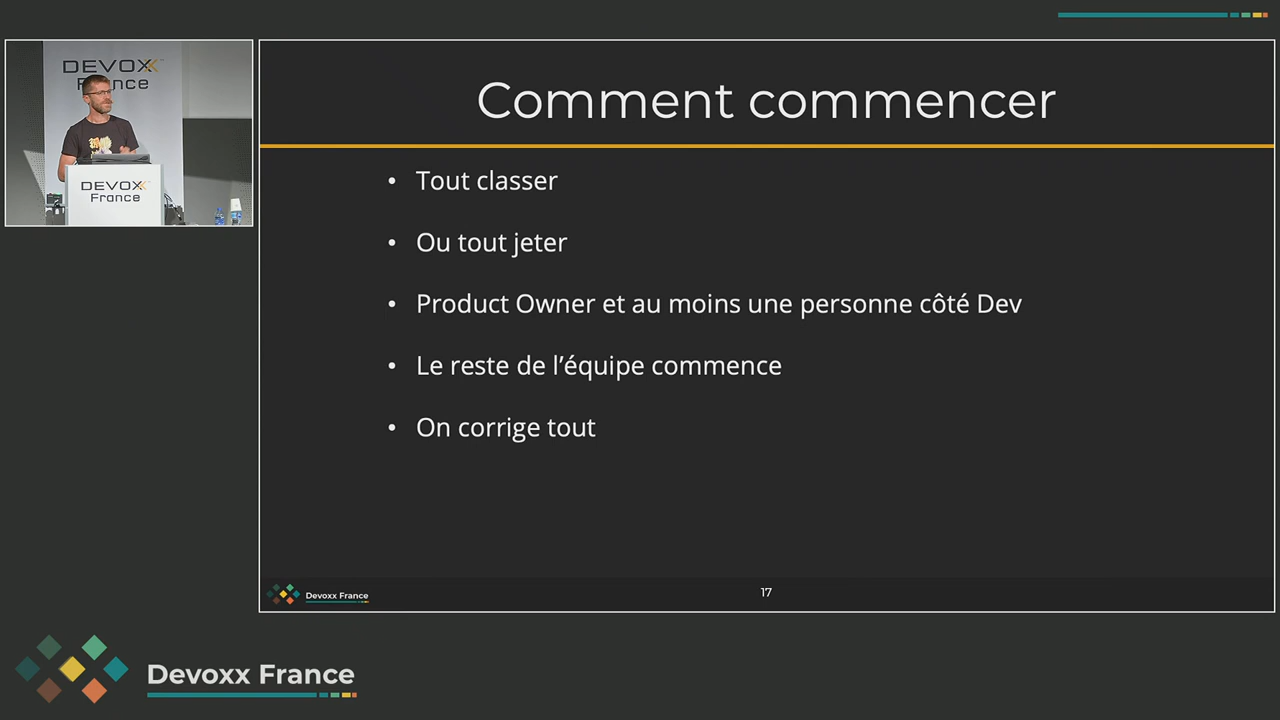 DEVOXX
France
DEVOXX
France
Comment commencer
• Tout classer
• Ou tout jeter
• Product Owner et au moins une personne côté Dev
• Le reste de l’équipe commence
• On corrige tout
Devoxx France
17
Devoxx France